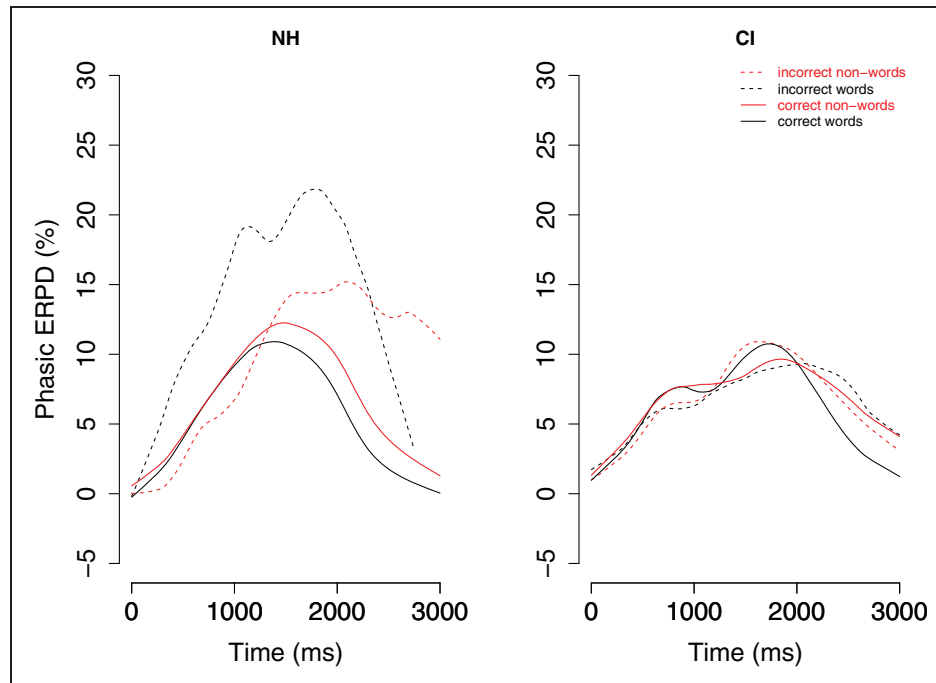 NH
CI
incorrect non−words
incorrect words
correct non−words
correct words
Phasic ERPD (%)
30
25
20
15
10
5
0
−5
0 1000 2000 3000
Time (ms)
30
25
20
15
10
5
0
−5
0 1000 2000 3000
Time (ms)